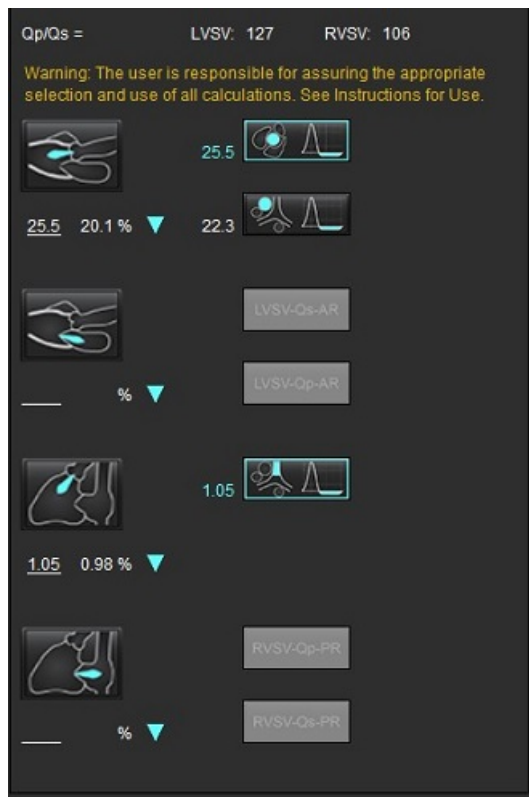 Qp/Qs = LVSV: 127 RVSV: 106
Warning: The user is responsible for assuring the appropriate
selection and use of all calculations. See Instructions for Use.
25.5
25.5 20.1 % 22.3
LVSV-Qs-AR
LVSV-Qp-AR
%
1.05
1.05 0.98 %
RVSV-Qp-PR
RVSV-Qs-PR
%